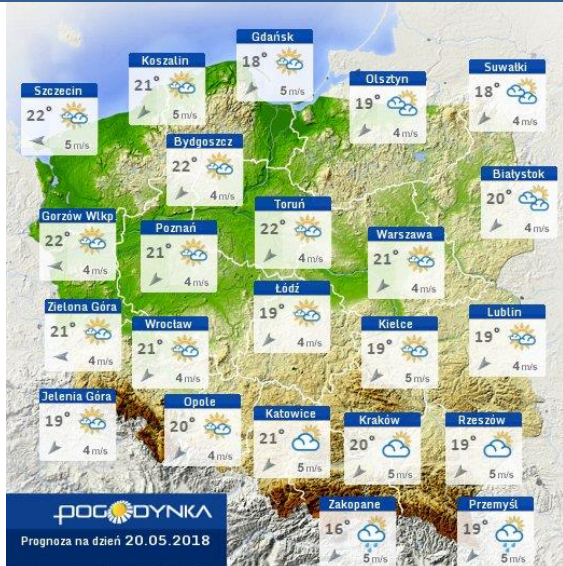 Gdańsk
18°
5 m/s
Koszalin
21°
5 m/s
Olsztyn
19°
4 m/s
Suwałki
18°
4 m/s
Szczecin
22°
5 m/s
Bydgoszcz
22°
4 m/s
Białystok
20°
4 m/s
Gorzów Wlkp
22°
4 m/s
Poznań
21°
4 m/s
Toruń
22°
4 m/s
Warszawa
21°
4 m/s
Zielona Góra
21°
4 m/s
Wrocław
21°
4 m/s
Łódź
19°
4 m/s
Kielce
19°
5 m/s
Lublin
19°
4 m/s
Jelenia Góra
19°
4 m/s
Opole
20°
4 m/s
Katowice
21°
5 m/s
Kraków
20°
5 m/s
Rzeszów
19°
5 m/s
Zakopane
16°
5 m/s
Przemyśl
19°
5 m/s
POGODYNKA
Prognoza na dzień 20.05.2018